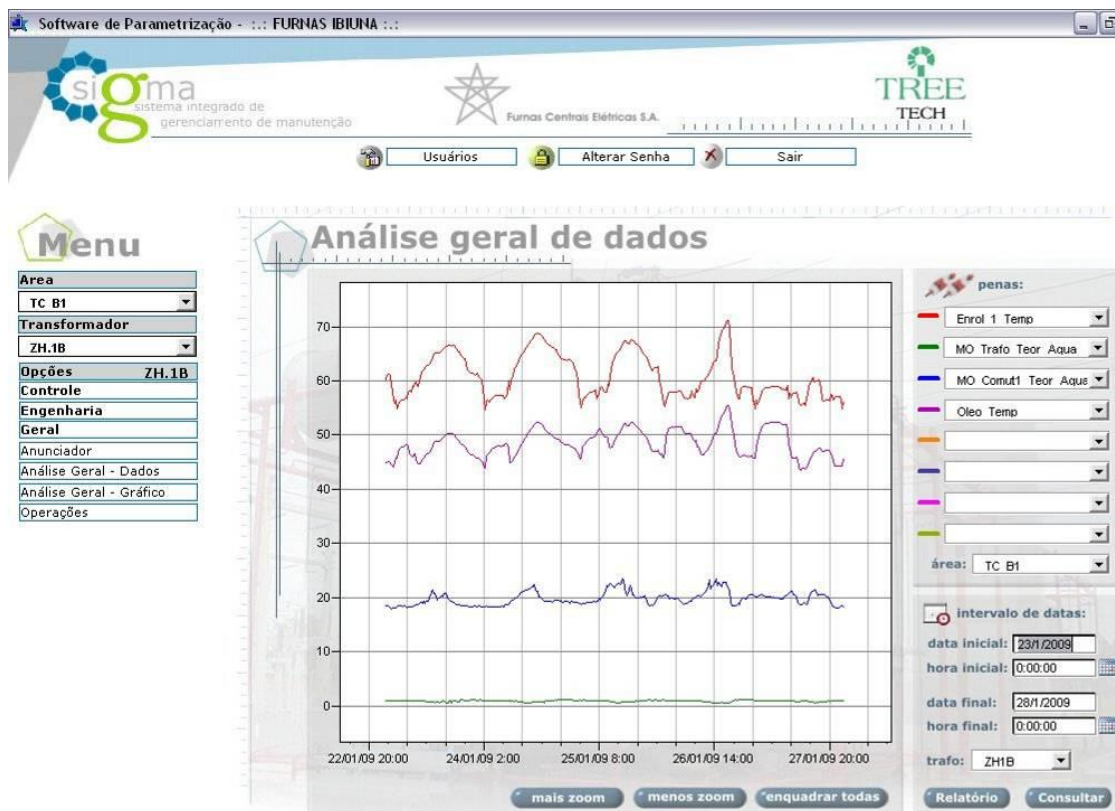 Software de Parametrização - :.: FURNAS IBIUNA :.:
sigma
sistema integrado de
gerenciamento de manutenção
Furnas Centrais Elétricas S.A.
TREE
TECH
Usuários
Alterar Senha
Sair
Menu
Area
TC B1
Transformador
ZH.1B
Opções ZH.1B
Controle
Engenharia
Geral
Anunciador
Análise Geral - Dados
Análise Geral - Gráfico
Operações
Análise geral de dados
70
60
50
40
30
20
10
0
22/01/09 20:00 24/01/09 2:00 25/01/09 8:00 26/01/09 14:00 27/01/09 20:00
mais zoom menos zoom enquadrar todas
penas:
Enrol 1 Temp
MO Trafo Teor Agua
MO Comut1 Teor Agua
Oleo Temp
área: TC B1
intervalo de datas:
data inicial: 23/1/2009
hora inicial: 0:00:00
data final: 28/1/2009
hora final: 0:00:00
trafo: ZH1B
Relatório Consultar